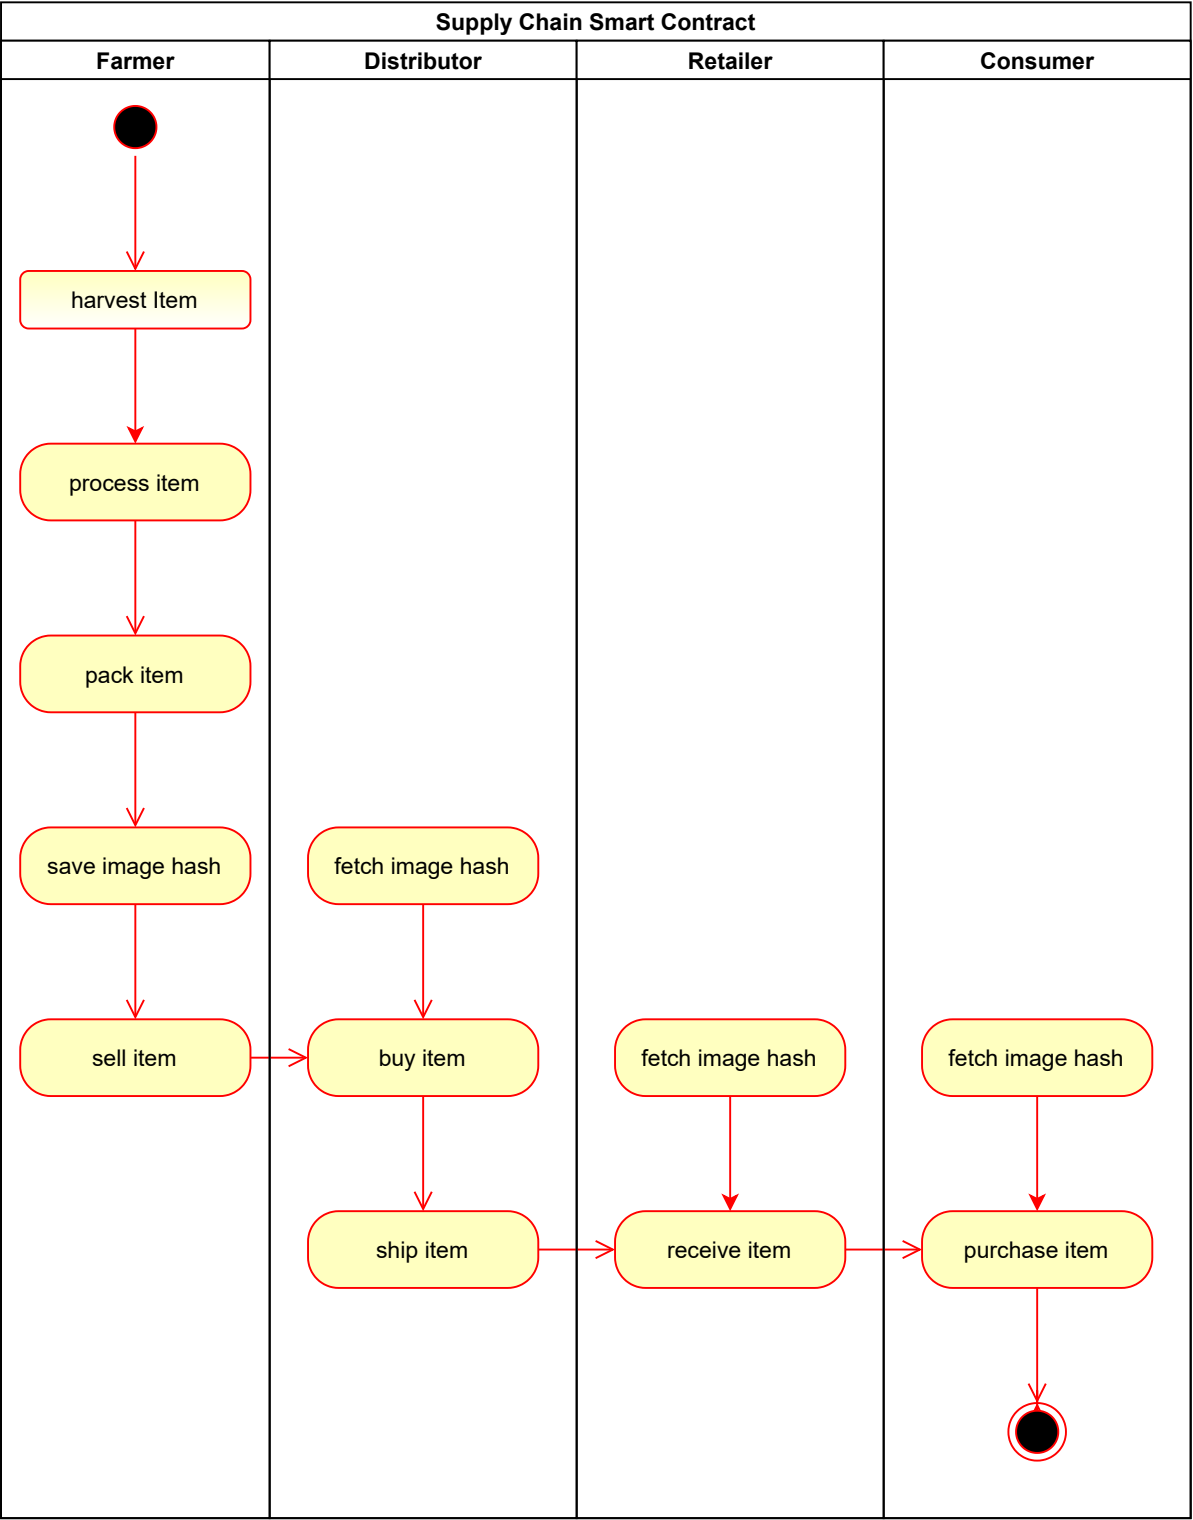 Supply Chain Smart Contract
Farmer
Distributor
Retailer
Consumer
harvest Item
process item
pack item
save image hash
fetch image hash
sell item
buy item
fetch image hash
fetch image hash
ship item
receive item
purchase item